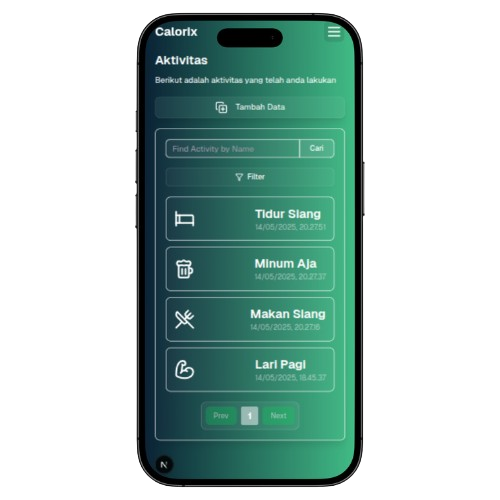 Calorix
Aktivitas
Berikut adalah aktivitas yang telah anda lakukan
Tambah Data
Find Activity by Name
Cari
Filter
Tidur Siang
14/05/2025, 20.27.51
Minum Aja
14/05/2025, 20.27.37
Makan Siang
14/05/2025, 20.27.16
Lari Pagi
14/05/2025, 18.45.37
Prev
1
Next
N